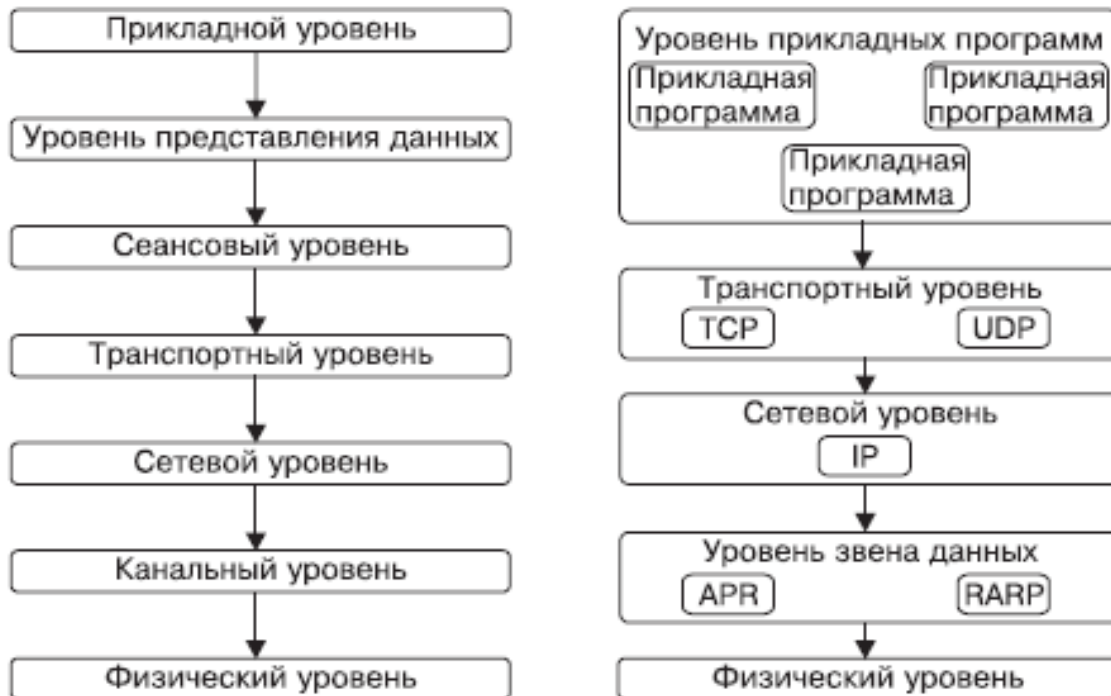 Прикладной уровень
Уровень представления данных
Сеансовый уровень
Транспортный уровень
Сетевой уровень
Канальный уровень
Физический уровень
Уровень прикладных программ
Прикладная
программа
Прикладная
программа
Прикладная
программа
Транспортный уровень
TCP
UDP
Сетевой уровень
IP
Уровень звена данных
APR
RARP
Физический уровень